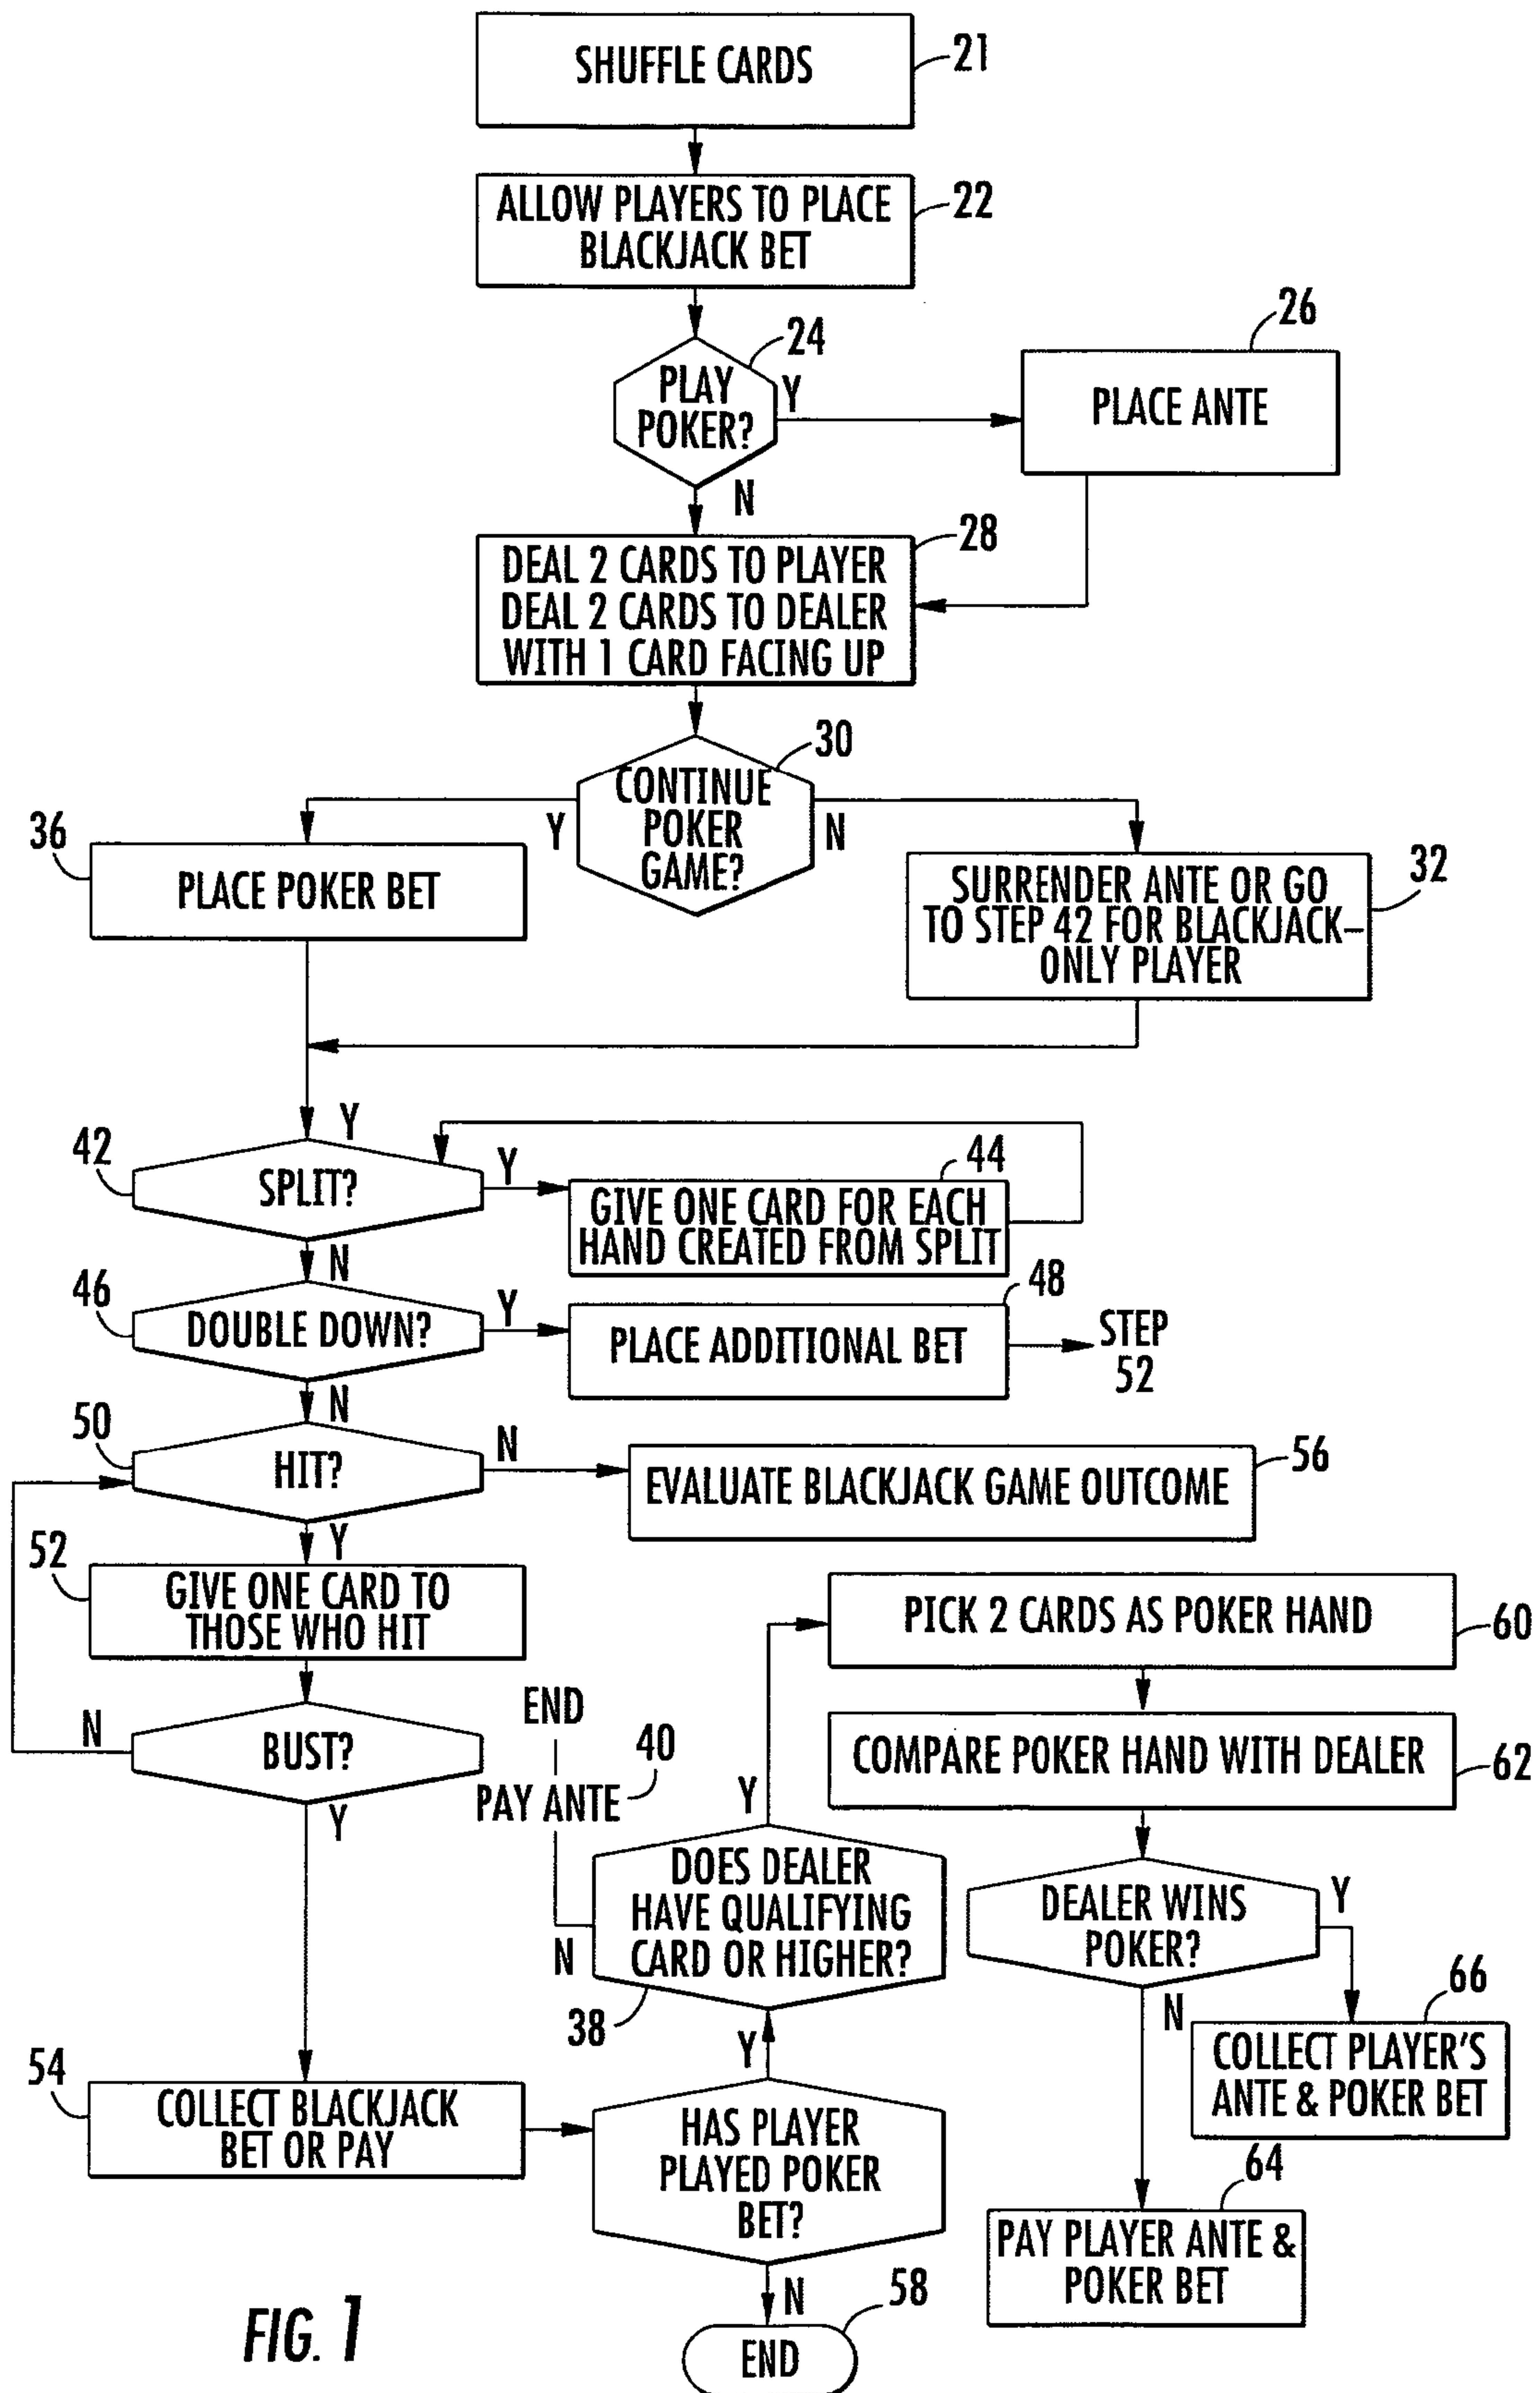 SHUFFLE CARDS
21
ALLOW PLAYERS TO PLACE
BLACKJACK BET
22
24
PLAY
POKER?
Y
N
26
PLACE ANTE
28
DEAL 2 CARDS TO PLAYER
DEAL 2 CARDS TO DEALER
WITH 1 CARD FACING UP
30
CONTINUE
POKER
GAME?
Y
N
36
PLACE POKER BET
32
SURRENDER ANTE OR GO
TO STEP 42 FOR BLACKJACK-
ONLY PLAYER
Y
42
SPLIT?
Y
N
44
GIVE ONE CARD FOR EACH
HAND CREATED FROM SPLIT
46
DOUBLE DOWN?
Y
N
48
PLACE ADDITIONAL BET
STEP
52
50
HIT?
N
Y
56
EVALUATE BLACKJACK GAME OUTCOME
52
GIVE ONE CARD TO
THOSE WHO HIT
N
BUST?
Y
END
PAY ANTE
40
PICK 2 CARDS AS POKER HAND
60
COMPARE POKER HAND WITH DEALER
62
Y
DOES DEALER
HAVE QUALIFYING
CARD OR HIGHER?
N
38
Y
DEALER WINS
POKER?
Y
N
66
COLLECT PLAYER'S
ANTE & POKER BET
54
COLLECT BLACKJACK
BET OR PAY
HAS PLAYER
PLAYED POKER
BET?
N
64
PAY PLAYER ANTE &
POKER BET
58
END
FIG. 1